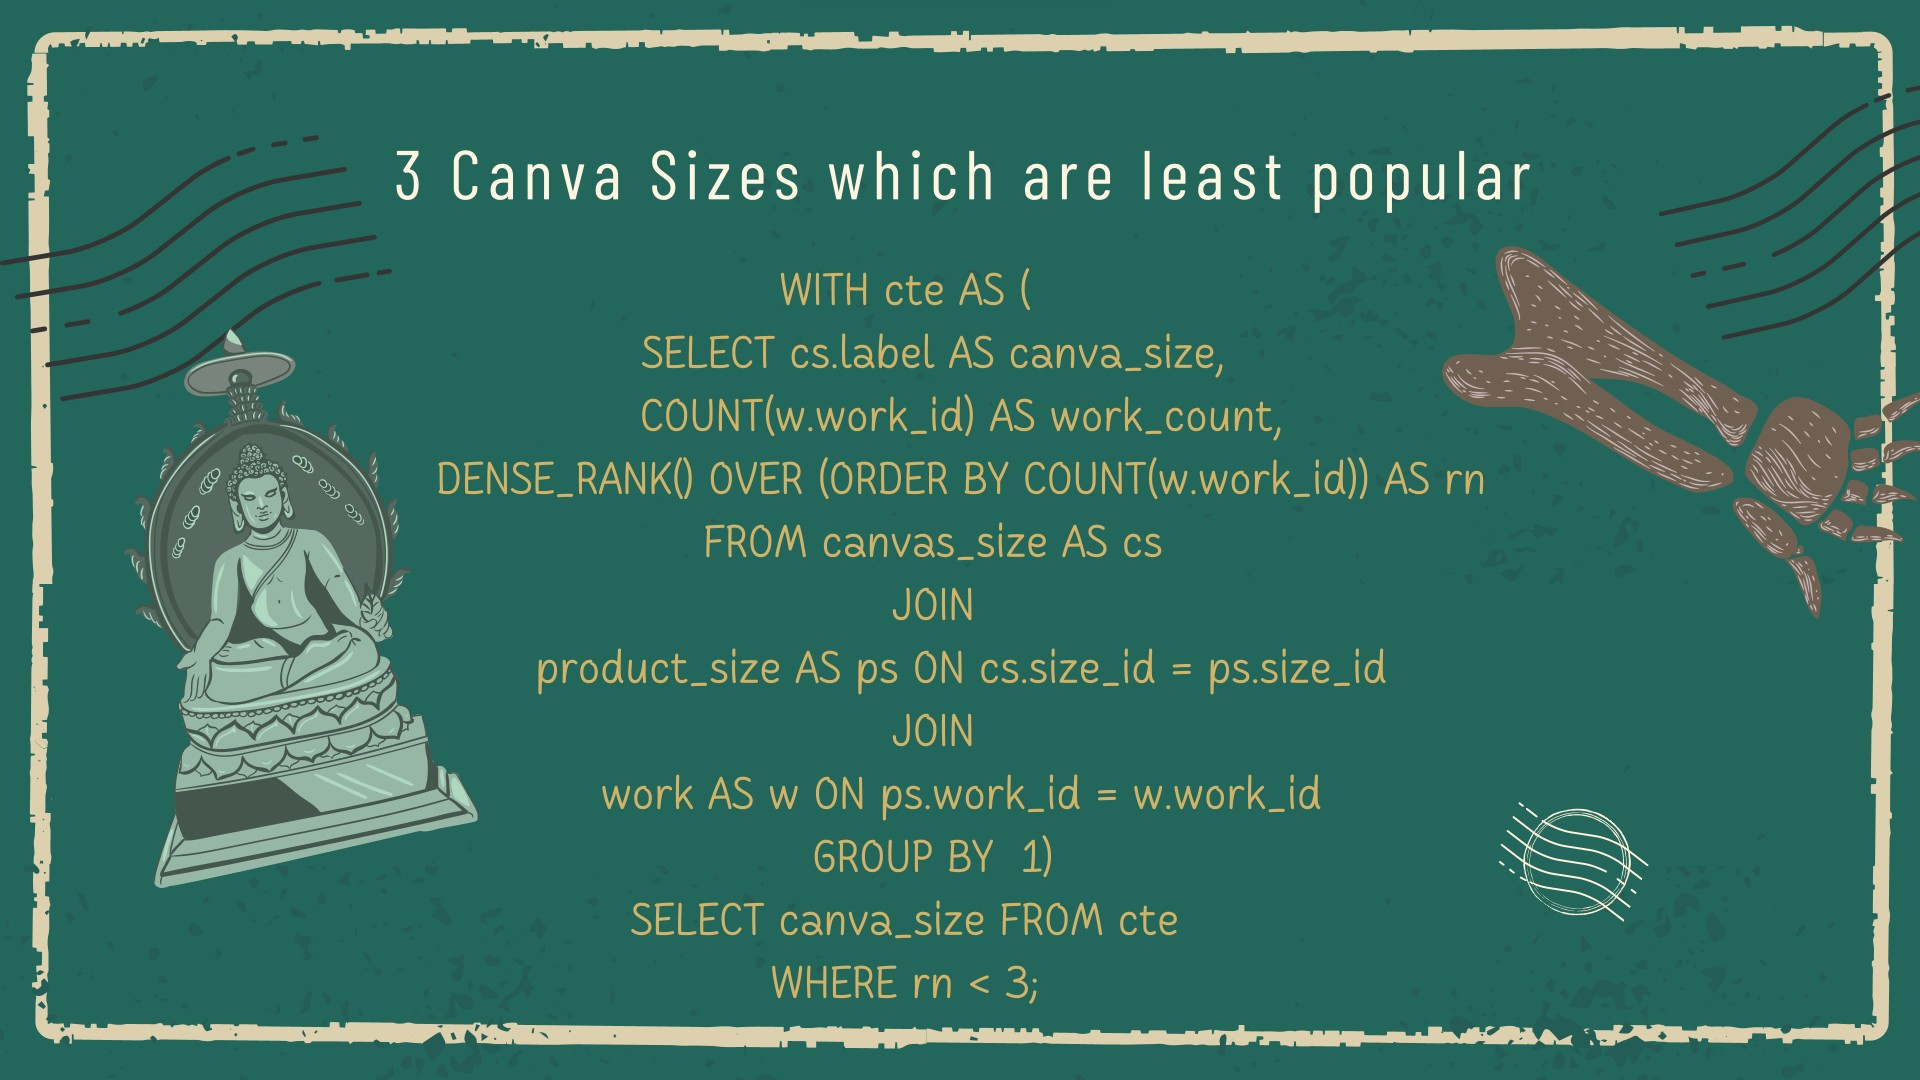 3 Canva Sizes which are least popular
WITH cte AS (
SELECT cs.label AS canva_size,
COUNT(w.work_id) AS work_count,
DENSE_RANK() OVER (ORDER BY COUNT(w.work_id)) AS rn
FROM canvas_size AS cs
JOIN
product_size AS ps ON cs.size_id = ps.size_id
JOIN
work AS w ON ps.work_id = w.work_id
GROUP BY  1)
SELECT canva_size FROM cte
WHERE rn < 3;